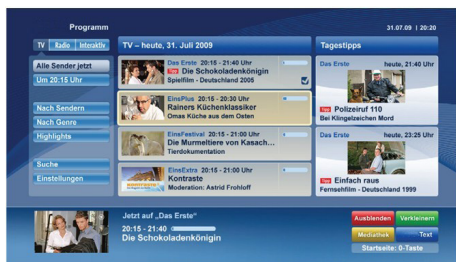 Programm
31.07.09 | 20:20
TV Radio Interaktiv
Alle Sender jetzt
Um 20:15 Uhr
Nach Sendern
Nach Genre
Highlights
Suche
Einstellungen
TV – heute, 31. Juli 2009
Das Erste 20:15 - 21:40 Uhr
Tipp Die Schokoladenkönigin
Spielfilm - Deutschland 2005
EinsPlus 20:15 - 20:30 Uhr
Rainers Küchenklassiker
Omas Küche aus dem Osten
EinsFestival 20:15 - 21:00 Uhr
Die Murmeltiere von Kasach...
Tierdokumentation
EinsExtra 20:15 - 21:00 Uhr
Kontraste
Moderation: Astrid Frohloff
KONTRASTE
Tagestipps
Das Erste heute, 21:40 Uhr
Tipp Polizeiruf 110
Bei Klingelzeichen Mord
Das Erste heute, 23:25 Uhr
Tipp Einfach raus
Fernsehfilm - Deutschland 1999
Jetzt auf „Das Erste“
20:15 - 21:40
Die Schokoladenkönigin
Ausblenden Verkleinern
Mediathek Text
Startseite: 0-Taste